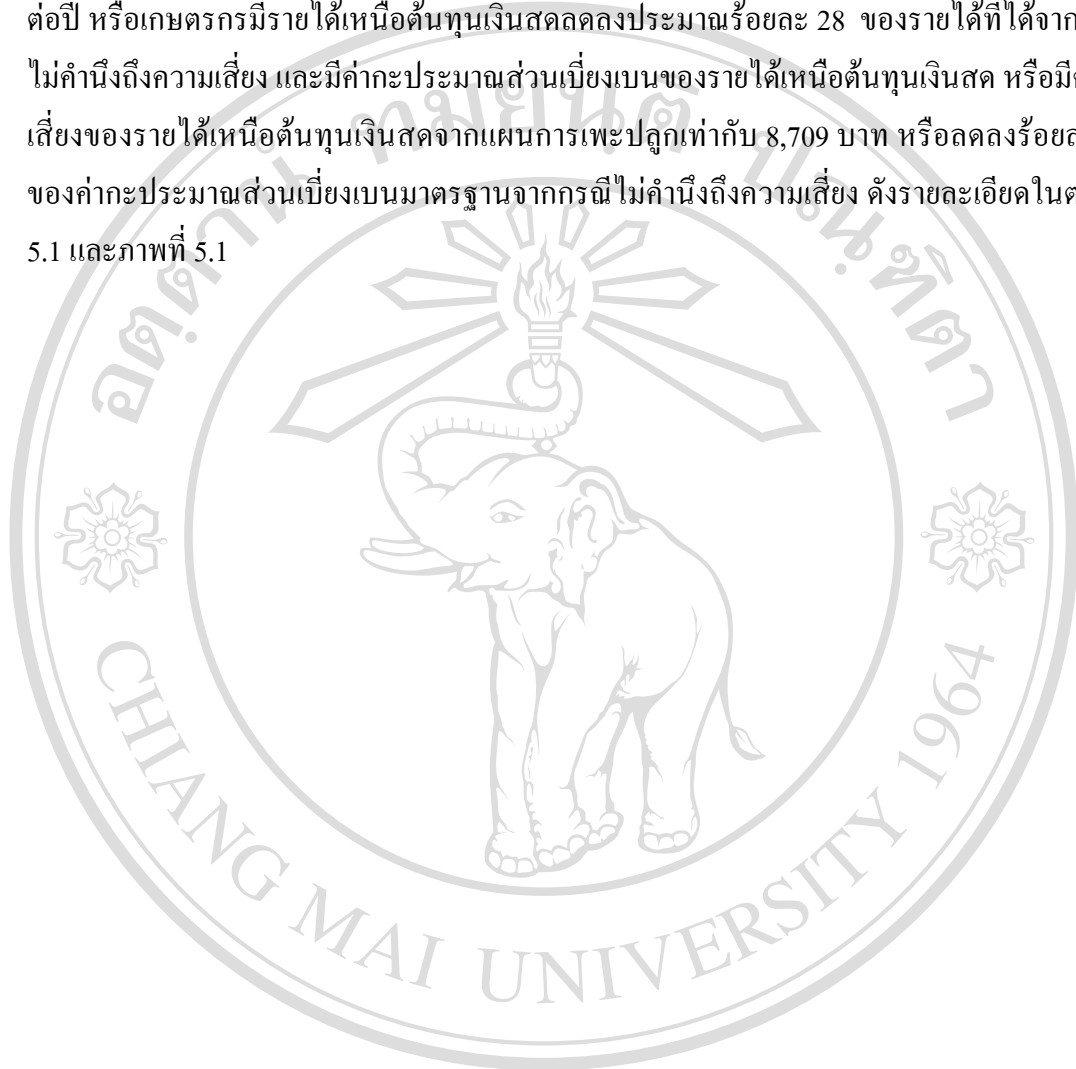 ต่อปี หรือเกษตรกรมีรายได้เหนือต้นทุนเงินสดลดลงประมาณร้อยละ 28 ของรายได้ที่ได้จาก
ไม่คำนึงถึงความเสี่ยง และมีค่ากะประมาณส่วนเบี่ยงเบนของรายได้เหนือต้นทุนเงินสด หรือมี
เสี่ยงของรายได้เหนือต้นทุนเงินสดจากแผนการเพะปลูกเท่ากับ 8,709 บาท หรือลดลง
ของค่ากะประมาณส่วนเบี่ยงเบนมาตรฐานจากกรณีไม่คำนึงถึงความเสี่ยง ดังรายละเอียดใน
5.1 และภาพที่ 5.1
อตฺตานํ ทมยนฺติ ปณฺฑิตา
CHIANG MAI UNIVERSITY 1964